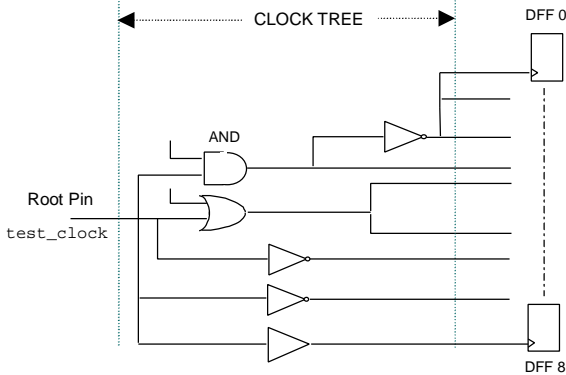 CLOCK TREE
DFF 0
AND
Root Pin
test_clock
DFF 8